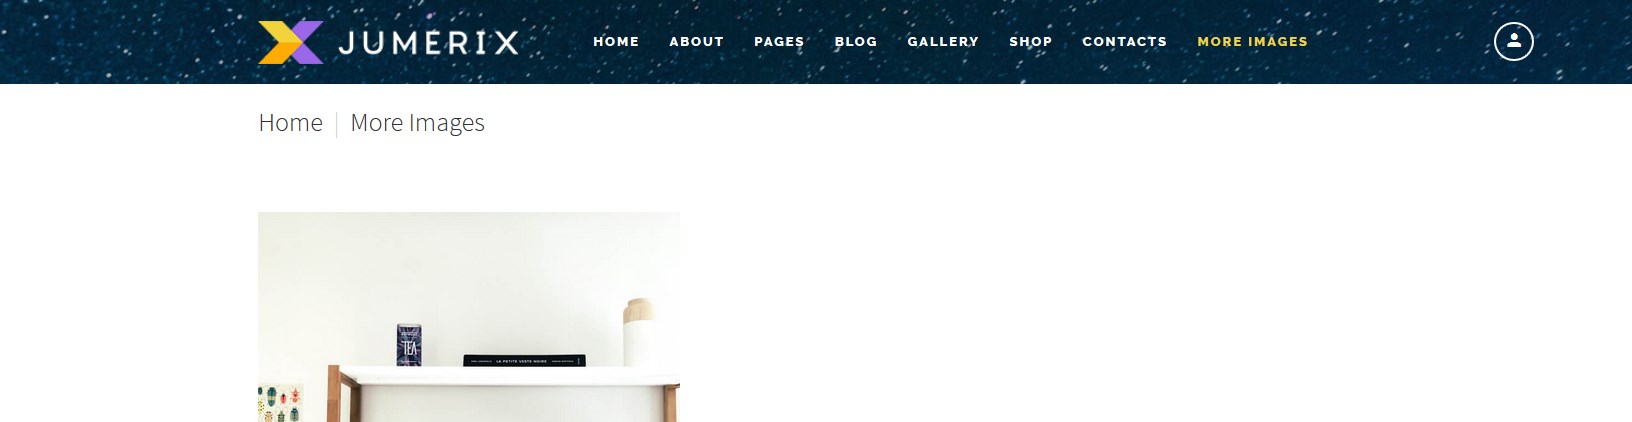 JUMERIX
HOME ABOUT PAGES BLOG GALLERY SHOP CONTACTS MORE IMAGES
Home | More Images
TEA
LA PETITE VESTE NOIRE